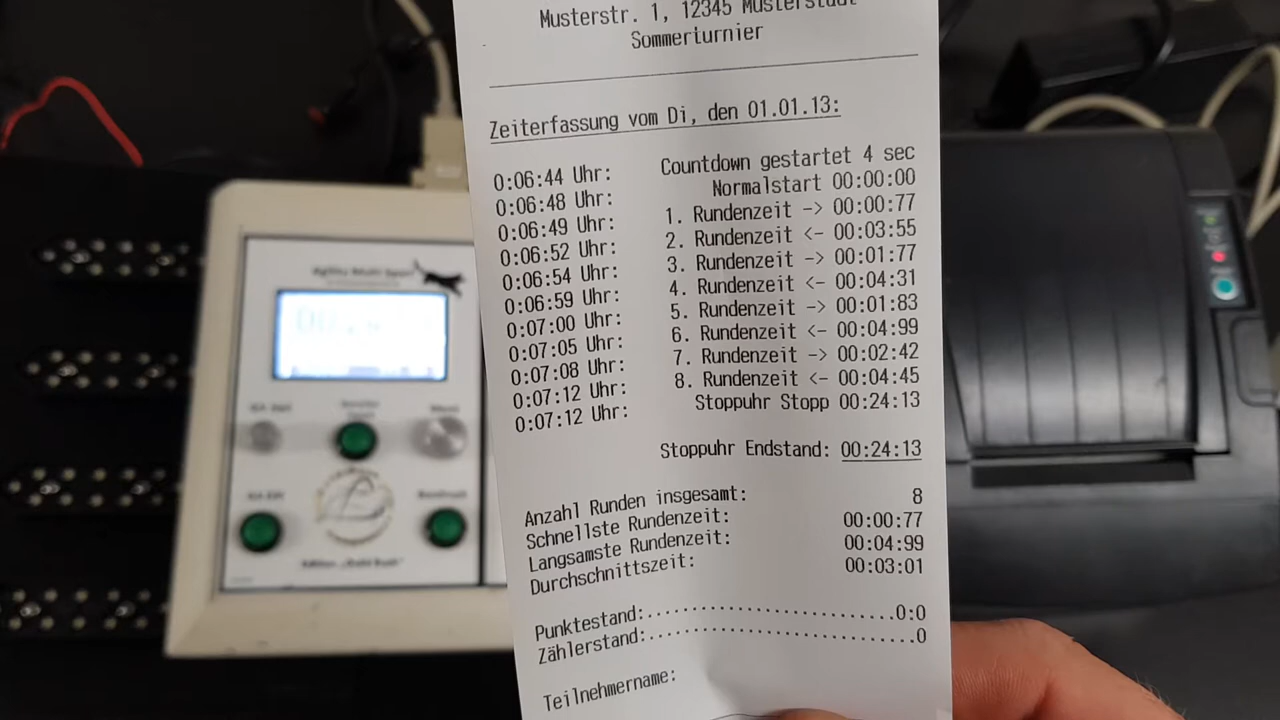 Musterstr. 1, 12345 Musterstadt
Sommerturnier
Zeiterfassung vom Di, den 01.01.13:
0:06:44 Uhr: Countdown gestartet 4 sec
0:06:48 Uhr: Normalstart 00:00:00
0:06:49 Uhr: 1. Rundenzeit -> 00:00:77
0:06:52 Uhr: 2. Rundenzeit <- 00:03:55
0:06:54 Uhr: 3. Rundenzeit -> 00:01:77
0:06:59 Uhr: 4. Rundenzeit <- 00:04:31
0:07:00 Uhr: 5. Rundenzeit -> 00:01:83
0:07:05 Uhr: 6. Rundenzeit <- 00:04:99
0:07:08 Uhr: 7. Rundenzeit -> 00:02:42
0:07:12 Uhr: 8. Rundenzeit <- 00:04:45
0:07:12 Uhr: Stoppuhr Stopp 00:24:13
Stoppuhr Endstand: 00:24:13
Anzahl Runden insgesamt: 8
Schnellste Rundenzeit: 00:00:77
Langsamste Rundenzeit: 00:04:99
Durchschnittszeit: 00:03:01
Punktestand:..............................0:0
Zählerstand:................................0
Teilnehmername: